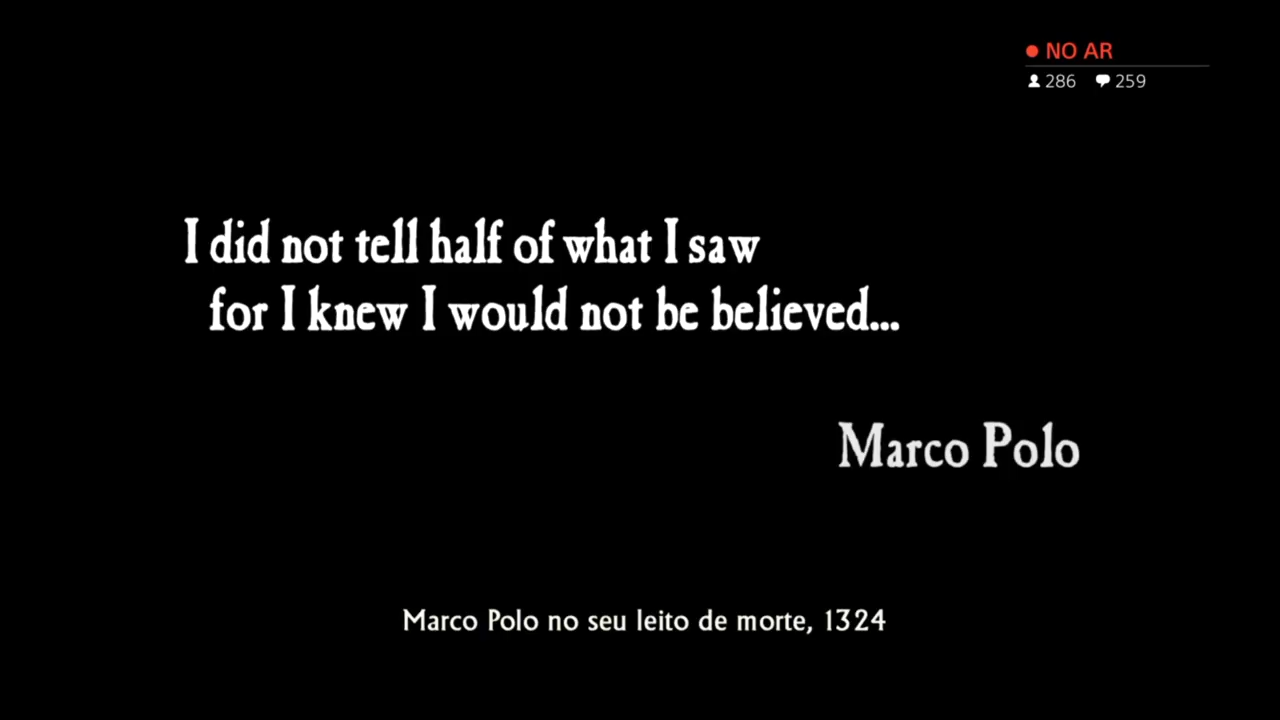 NO AR
286 259
I did not tell half of what I saw
for I knew I would not be believed...
Marco Polo
Marco Polo no seu leito de morte, 1324